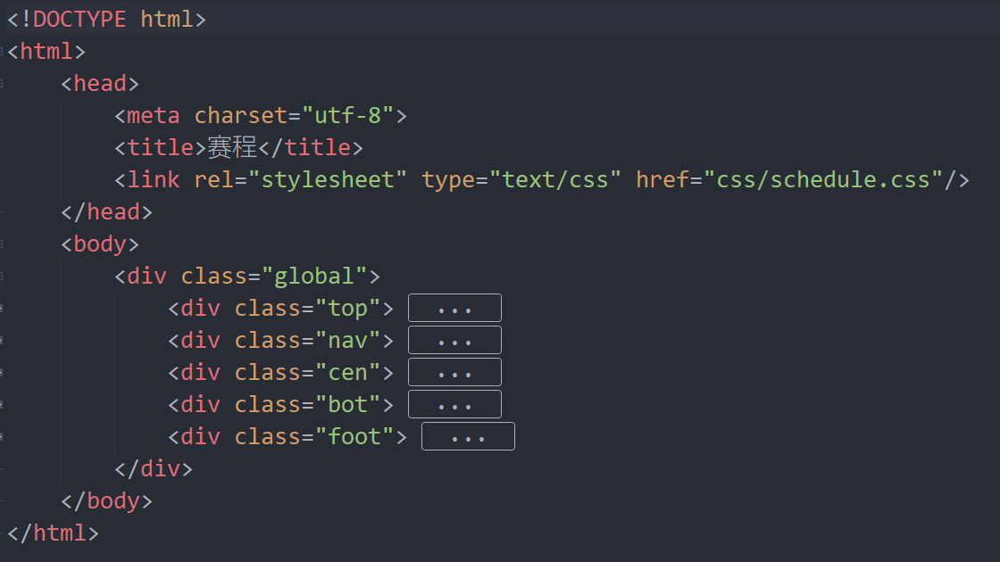 <!DOCTYPE html>
<html>
    <head>
        <meta charset="utf-8">
        <title>赛程</title>
        <link rel="stylesheet" type="text/css" href="css/schedule.css"/>
    </head>
    <body>
        <div class="global">
            <div class="top"> ...
            <div class="nav"> ...
            <div class="cen"> ...
            <div class="bot"> ...
            <div class="foot"> ...
        </div>
    </body>
</html>